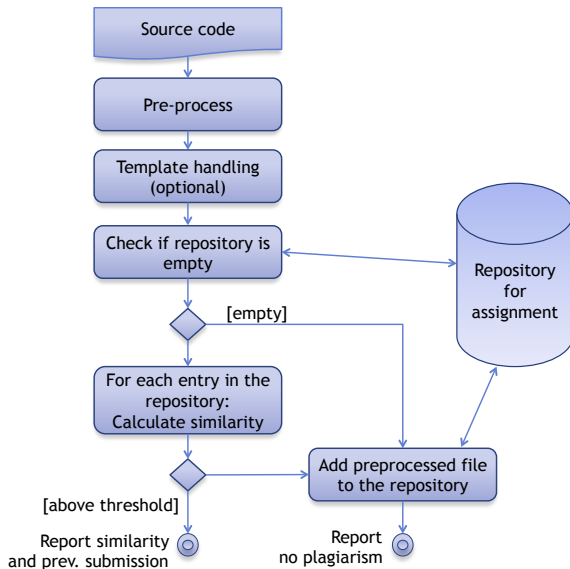 Source code
Pre-process
Template handling
(optional)
Check if repository is
empty
Repository
for
assignment
[empty]
For each entry in the
repository:
Calculate similarity
Add preprocessed file
to the repository
[above threshold]
Report similarity
and prev. submission
Report
no plagiarism